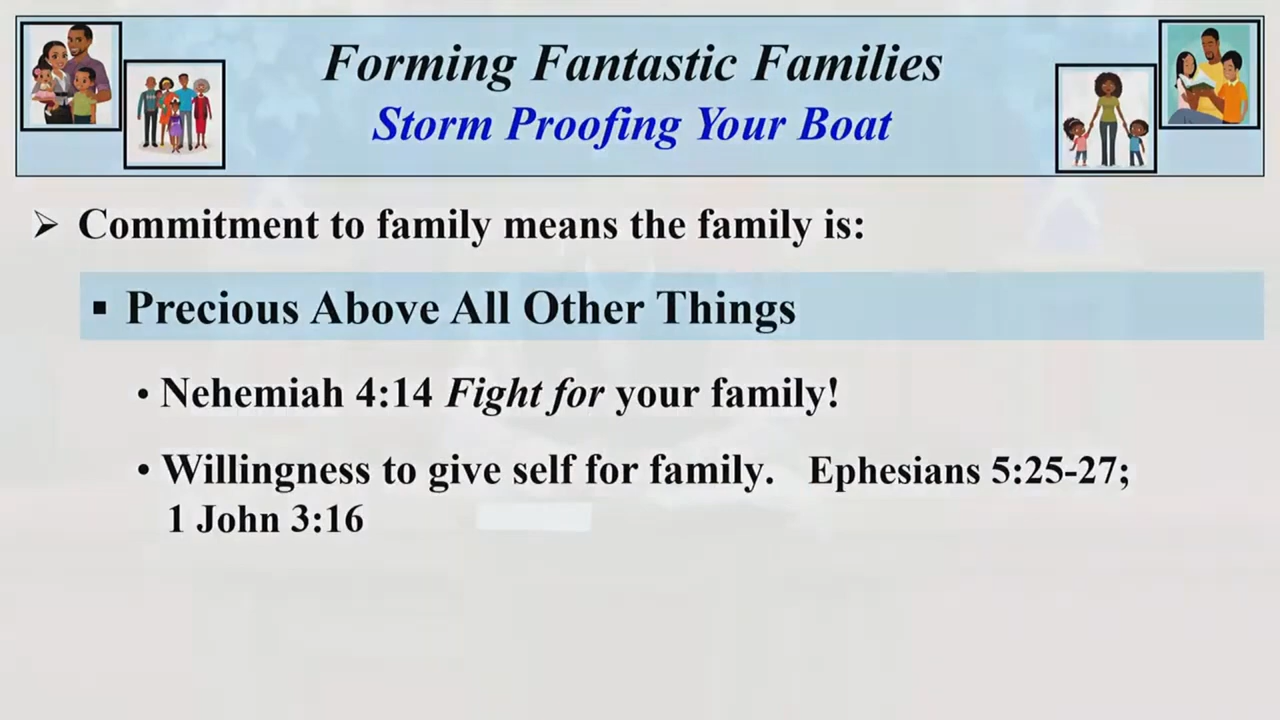 Forming Fantastic Families
Storm Proofing Your Boat
➢ Commitment to family means the family is:
▪ Precious Above All Other Things
• Nehemiah 4:14 Fight for your family!
• Willingness to give self for family. Ephesians 5:25-27;
1 John 3:16